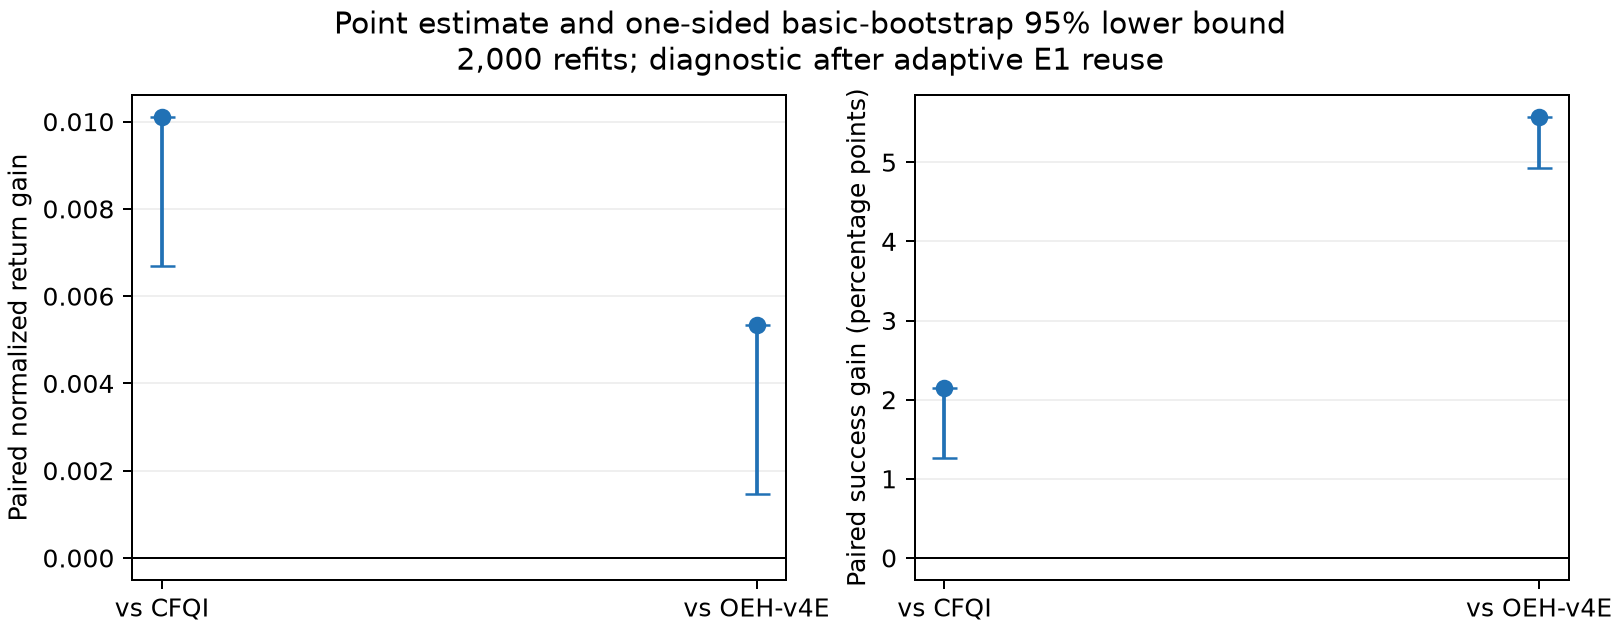 Point estimate and one-sided basic-bootstrap 95% lower bound
2,000 refits; diagnostic after adaptive E1 reuse
Paired normalized return gain
0.010
0.008
0.006
0.004
0.002
0.000
vs CFQI
vs OEH-v4E
Paired success gain (percentage points)
5
4
3
2
1
0
vs CFQI
vs OEH-v4E